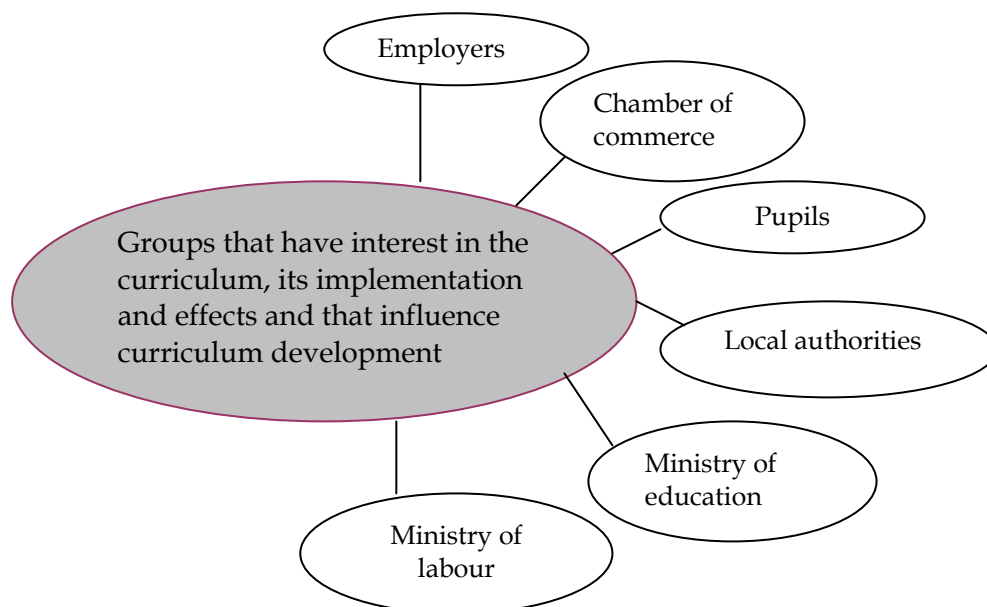 Employers
Chamber of
commerce
Pupils
Groups that have interest in the
curriculum, its implementation
and effects and that influence
curriculum development
Local authorities
Ministry of
education
Ministry of
labour